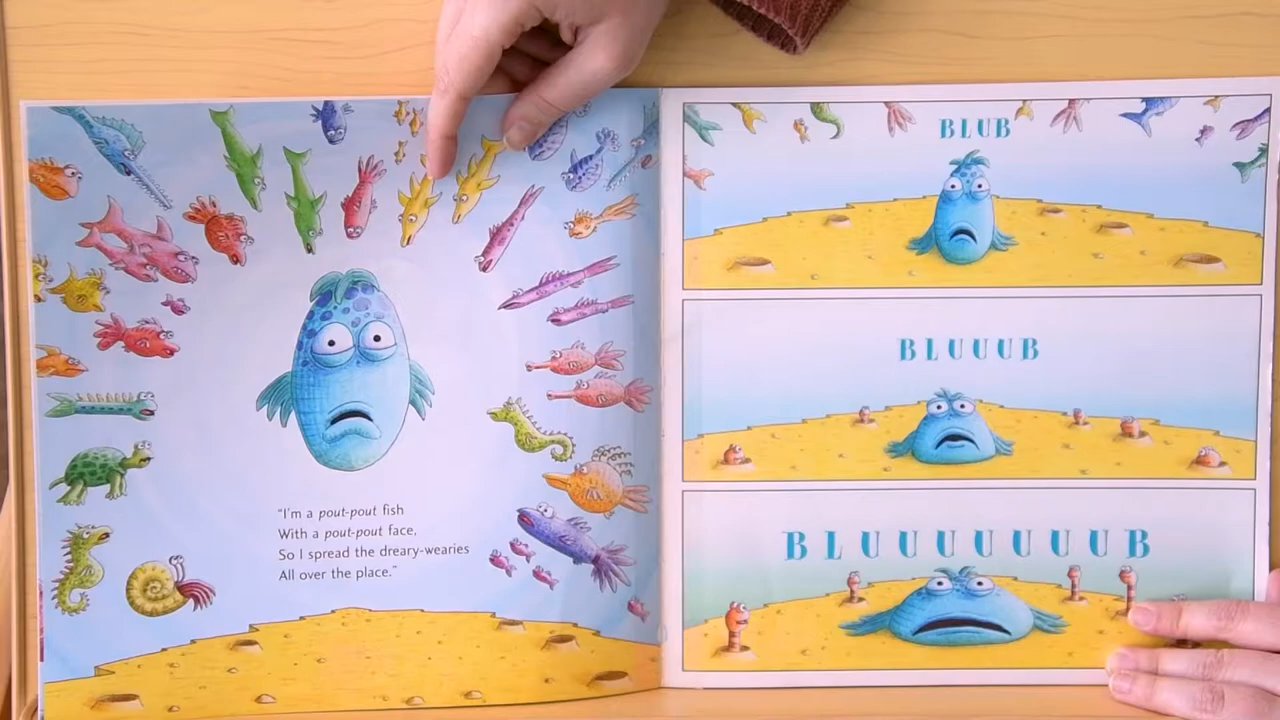 "I'm a pout-pout fish
With a pout-pout face,
So I spread the dreary-wearies
All over the place."
BLUB
BLUUUB
BLUUUUUUUB